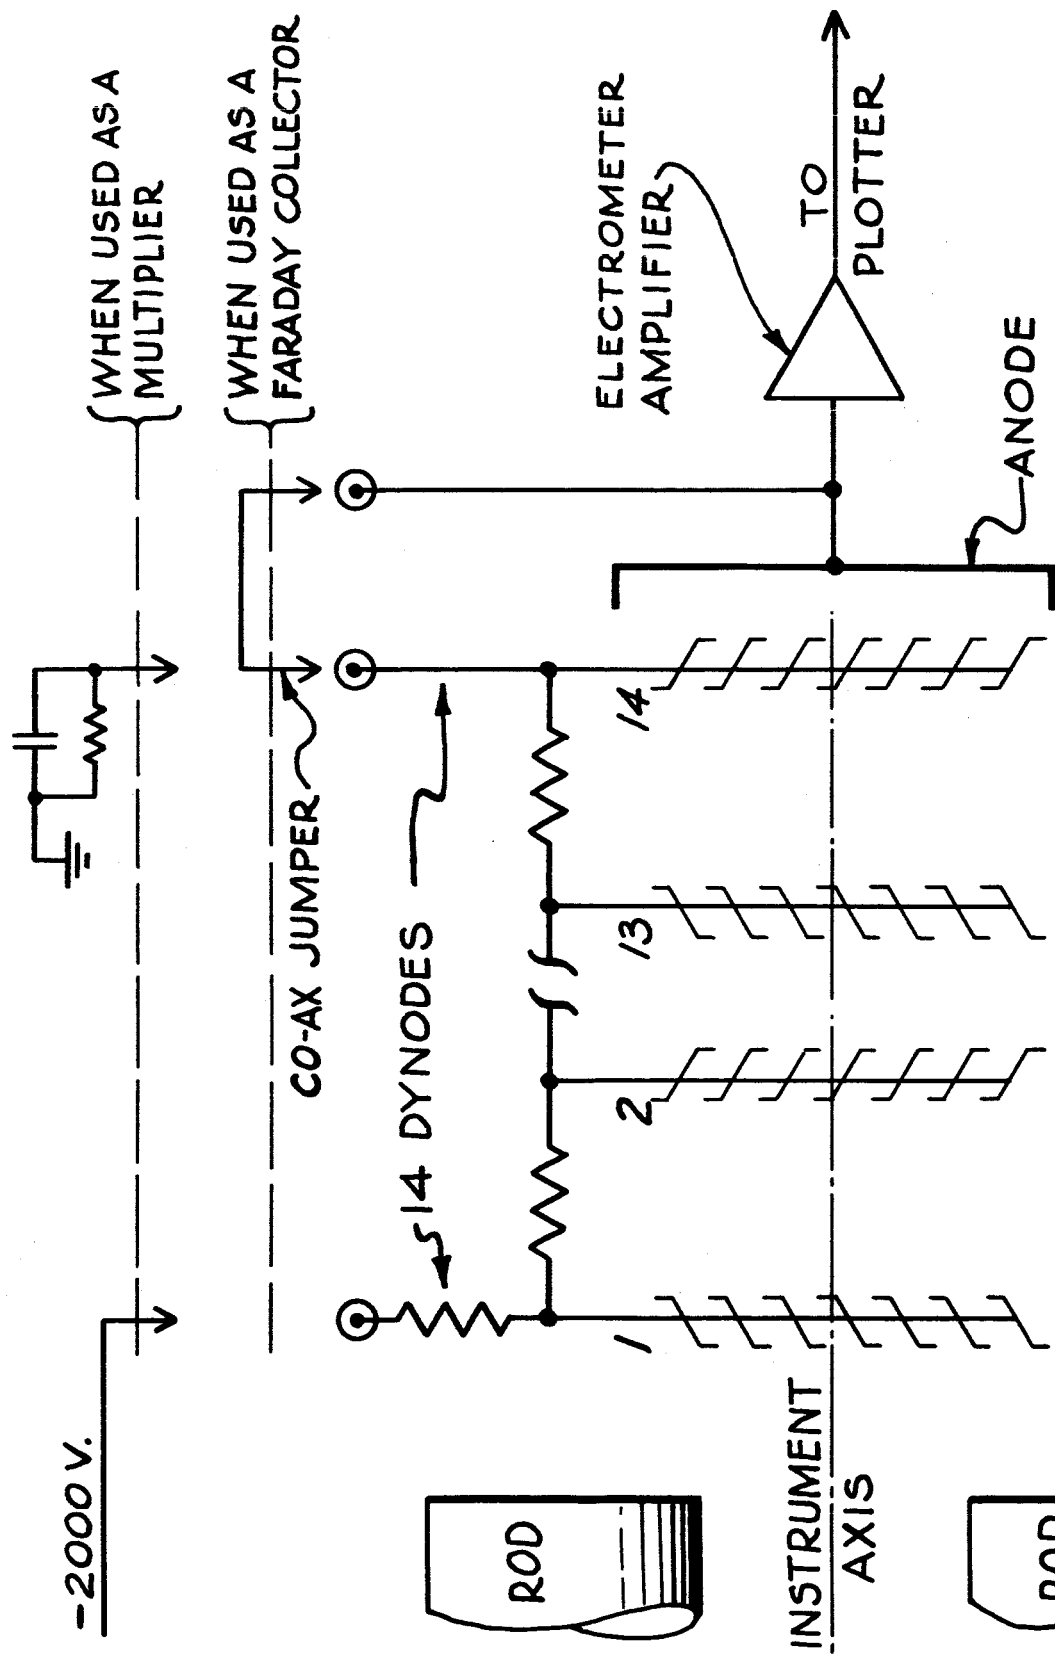 -2000 V.
WHEN USED AS A
MULTIPLIER
WHEN USED AS A
FARADAY COLLECTOR
CO-AX JUMPER
14 DYNODES
ELECTROMETER
AMPLIFIER
TO
PLOTTER
ANODE
1
2
13
14
ROD
INSTRUMENT
AXIS
ROD